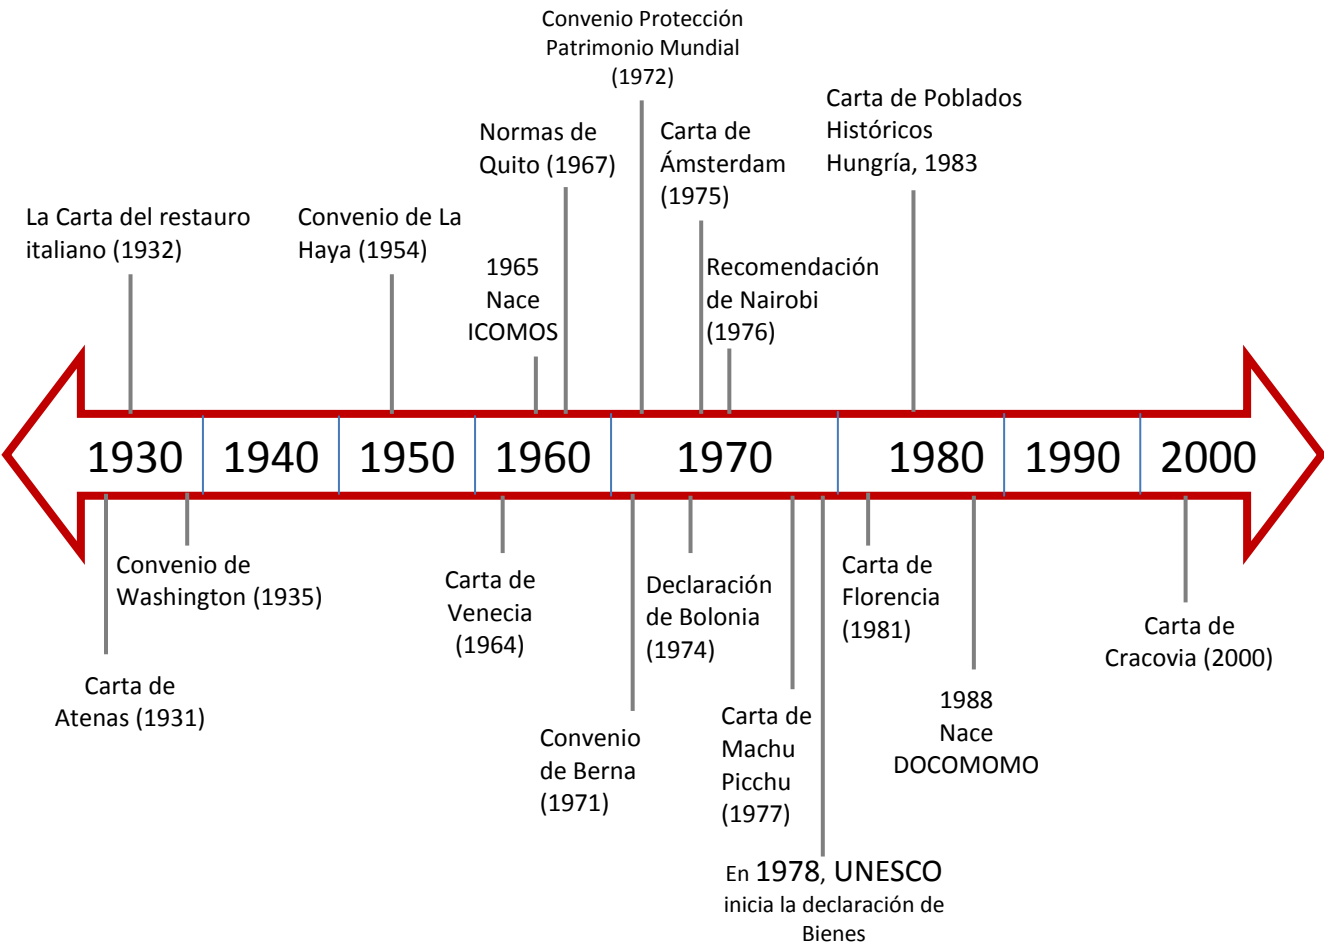 Convenio Protección
Patrimonio Mundial
(1972)
Carta de Poblados
Históricos
Hungría, 1983
Normas de
Quito (1967)
Carta de
Ámsterdam
(1975)
La Carta del restauro
italiano (1932)
Convenio de La
Haya (1954)
1965
Nace
ICOMOS
Recomendación
de Nairobi
(1976)
1930 1940 1950 1960 1970 1980 1990 2000
Convenio de
Washington (1935)
Carta de
Atenas (1931)
Carta de
Venecia
(1964)
Convenio
de Berna
(1971)
Declaración
de Bolonia
(1974)
Carta de
Machu
Picchu
(1977)
En 1978, UNESCO
inicia la declaración de
Bienes
Carta de
Florencia
(1981)
1988
Nace
DOCOMOMO
Carta de
Cracovia (2000)